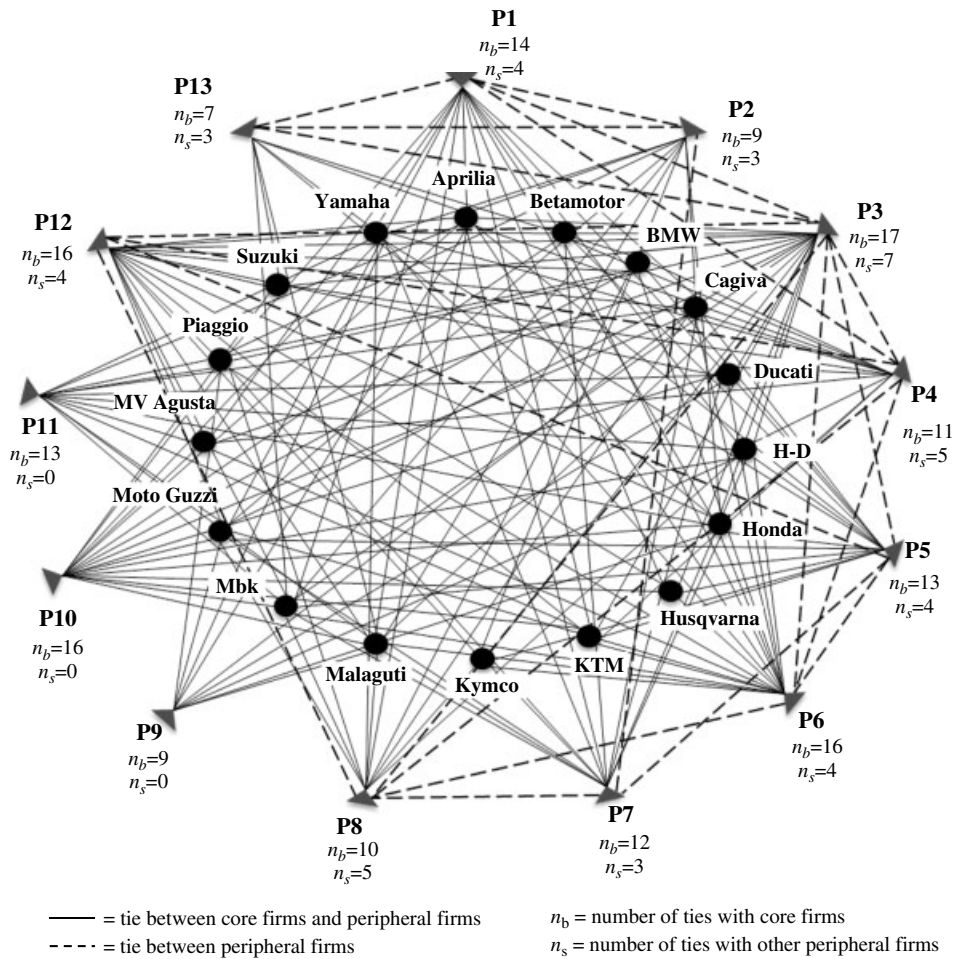 P1
n_b=14
n_s=4
P13
n_b=7
n_s=3
P2
n_b=9
n_s=3
Aprilia
Yamaha
Betamotor
P12
n_b=16
n_s=4
P3
n_b=17
n_s=7
BMW
Suzuki
Cagiva
Piaggio
Ducati
P4
n_b=11
n_s=5
MV Agusta
P11
n_b=13
n_s=0
H-D
Moto Guzzi
Honda
P5
n_b=13
n_s=4
Mbk
Husqvarna
P10
n_b=16
n_s=0
Malaguti
Kymco
KTM
P9
n_b=9
n_s=0
P6
n_b=16
n_s=4
P8
n_b=10
n_s=5
P7
n_b=12
n_s=3
= tie between core firms and peripheral firms
n_b = number of ties with core firms
= tie between peripheral firms
n_s = number of ties with other peripheral firms